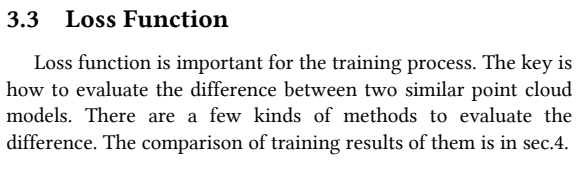 3.3 Loss Function
Loss function is important for the training process. The key is
how to evaluate the difference between two similar point cloud
models. There are a few kinds of methods to evaluate the
difference. The comparison of training results of them is in sec.4.